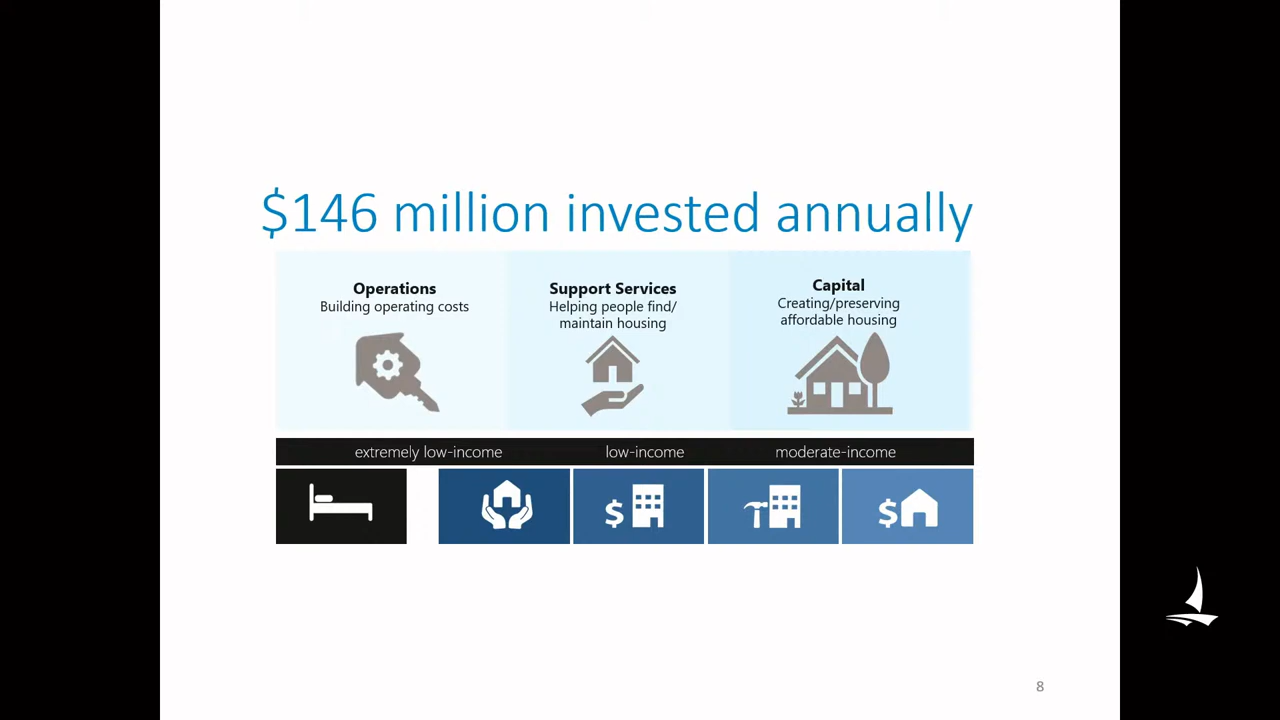 $146 million invested annually
Operations
Building operating costs
Support Services
Helping people find/
maintain housing
Capital
Creating/preserving
affordable housing
extremely low-income
low-income
moderate-income
$
$
8